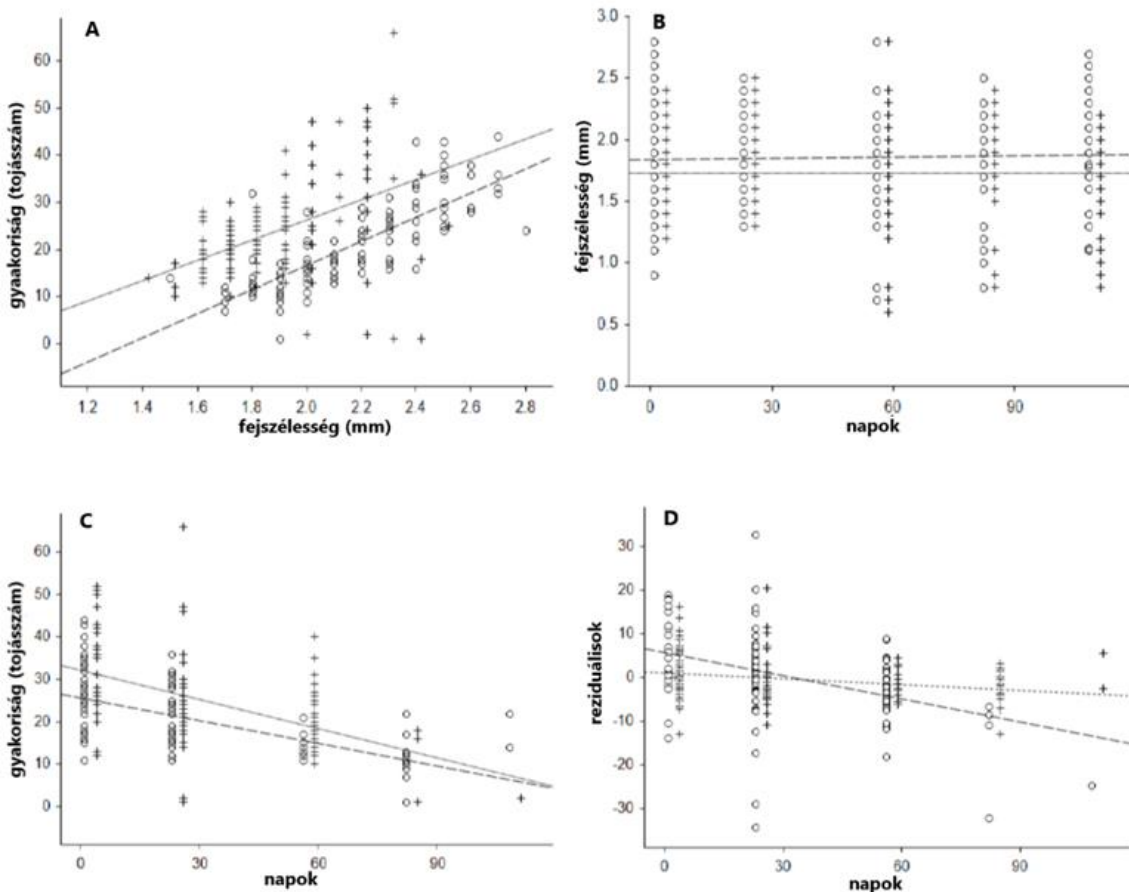 A
gyaakoriság (tojásszám)
60
50
40
30
20
10
0
1.2 1.4 1.6 1.8 2.0 2.2 2.4 2.6 2.8
fejszélesség (mm)
B
fejszélesség (mm)
3.0
2.5
2.0
1.5
1.0
0.5
0.0
0 30 60 90
napok
C
gyakoriság (tojásszám)
60
50
40
30
20
10
0
0 30 60 90
napok
D
reziduálisok
30
20
10
0
-10
-20
-30
0 30 60 90
napok